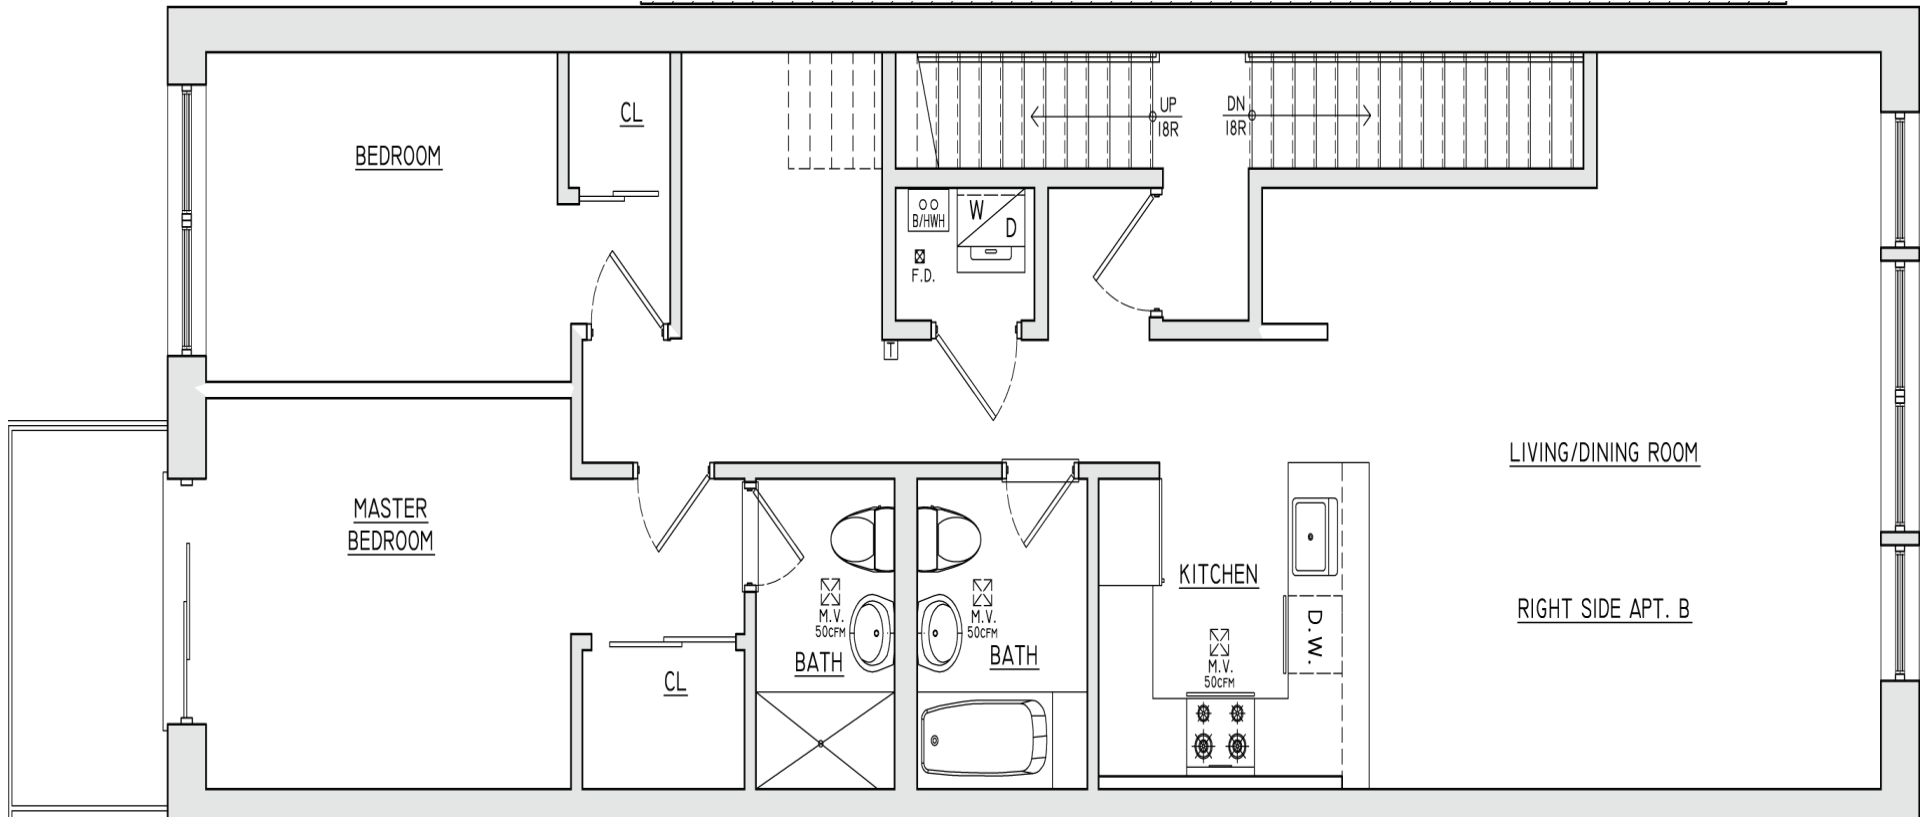 UP
18R
DN
18R
CL
BEDROOM
B/HWH
W
D
F.D.
T
LIVING/DINING ROOM
MASTER
BEDROOM
KITCHEN
M.V.
50CFM
BATH
M.V.
50CFM
BATH
M.V.
50CFM
D.W.
RIGHT SIDE APT. B
CL